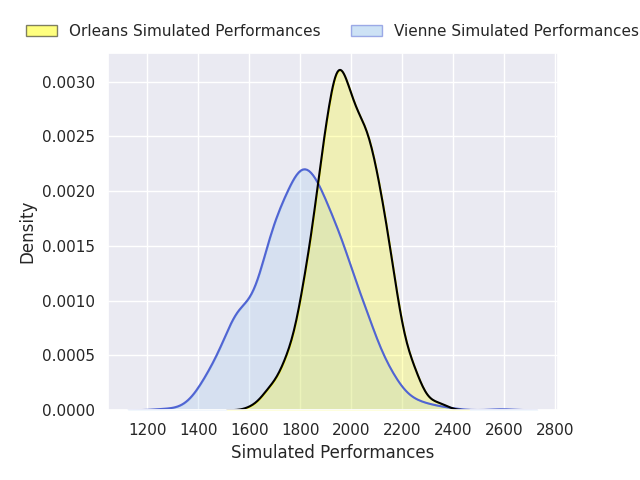 Orleans Simulated Performances Vienne Simulated Performances
0.0030
0.0025
0.0020
0.0015
0.0010
0.0005
0.0000
Density
1200 1400 1600 1800 2000 2200 2400 2600 2800
Simulated Performances